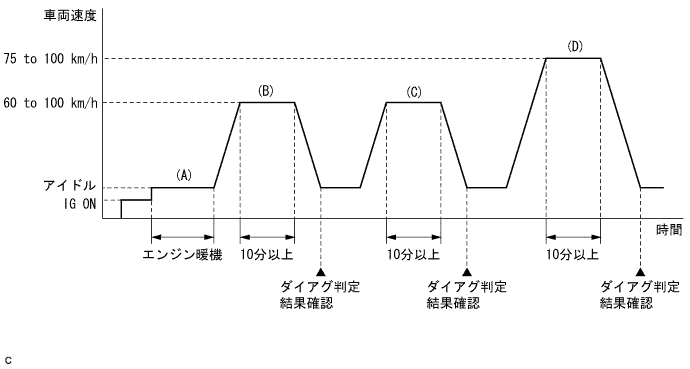 車両速度
(D)
75 to 100 km/h
(B)
(C)
60 to 100 km/h
(A)
アイドル
IG ON
時間
エンジン暖機
10分以上
10分以上
10分以上
ダイアグ判定
結果確認
ダイアグ判定
結果確認
ダイアグ判定
結果確認
C